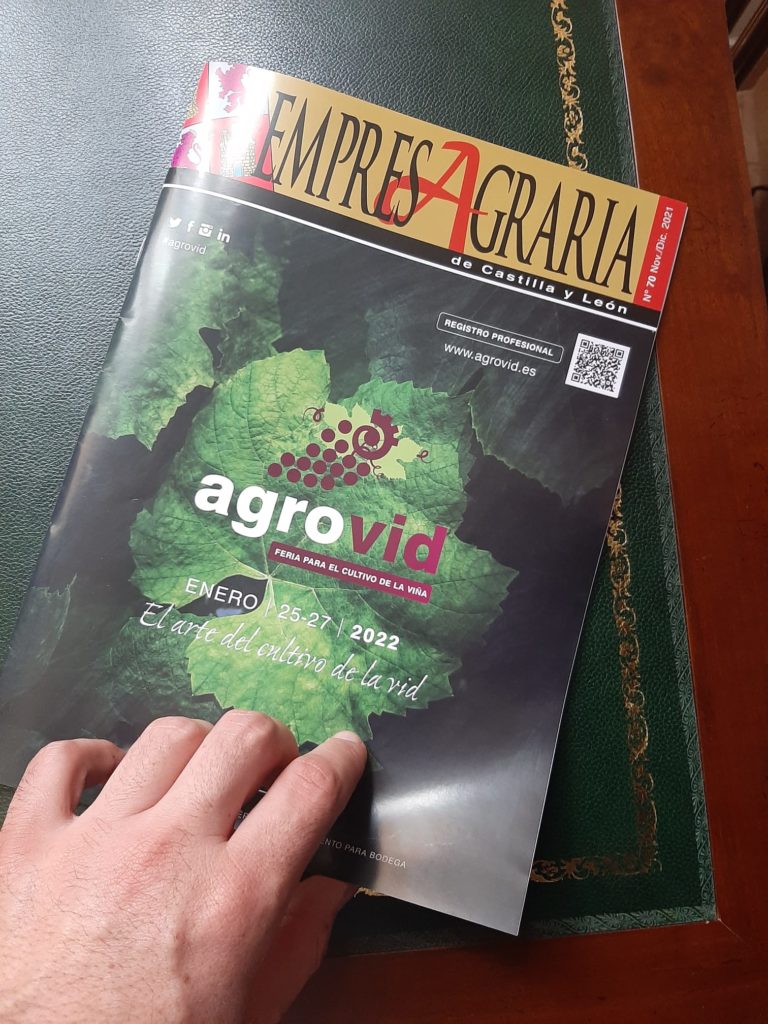 EMPRESAGRARIA
de Castilla y León
Nº 70 Nov./Dic. 2021
#agrovid
REGISTRO PROFESIONAL
www.agrovid.es
agrovid
FERIA PARA EL CULTIVO DE LA VIÑA
ENERO | 25-27 | 2022
El arte del cultivo de la vid
PARA BODEGA